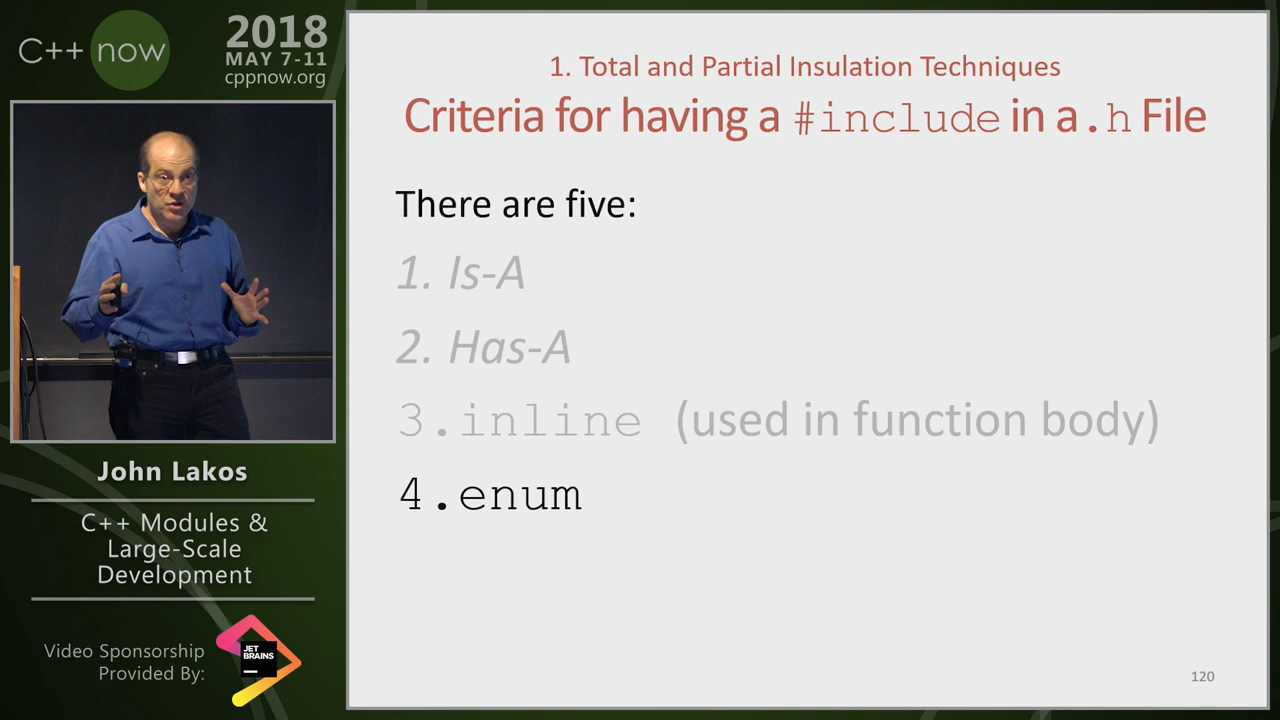 C++ now
2018
MAY 7-11
cppnow.org
John Lakos
C++ Modules &
Large-Scale
Development
Video Sponsorship
Provided By:
JET
BRAINS
1. Total and Partial Insulation Techniques
Criteria for having a #include in a .h File
There are five:
1. Is-A
2. Has-A
3.inline (used in function body)
4.enum
120